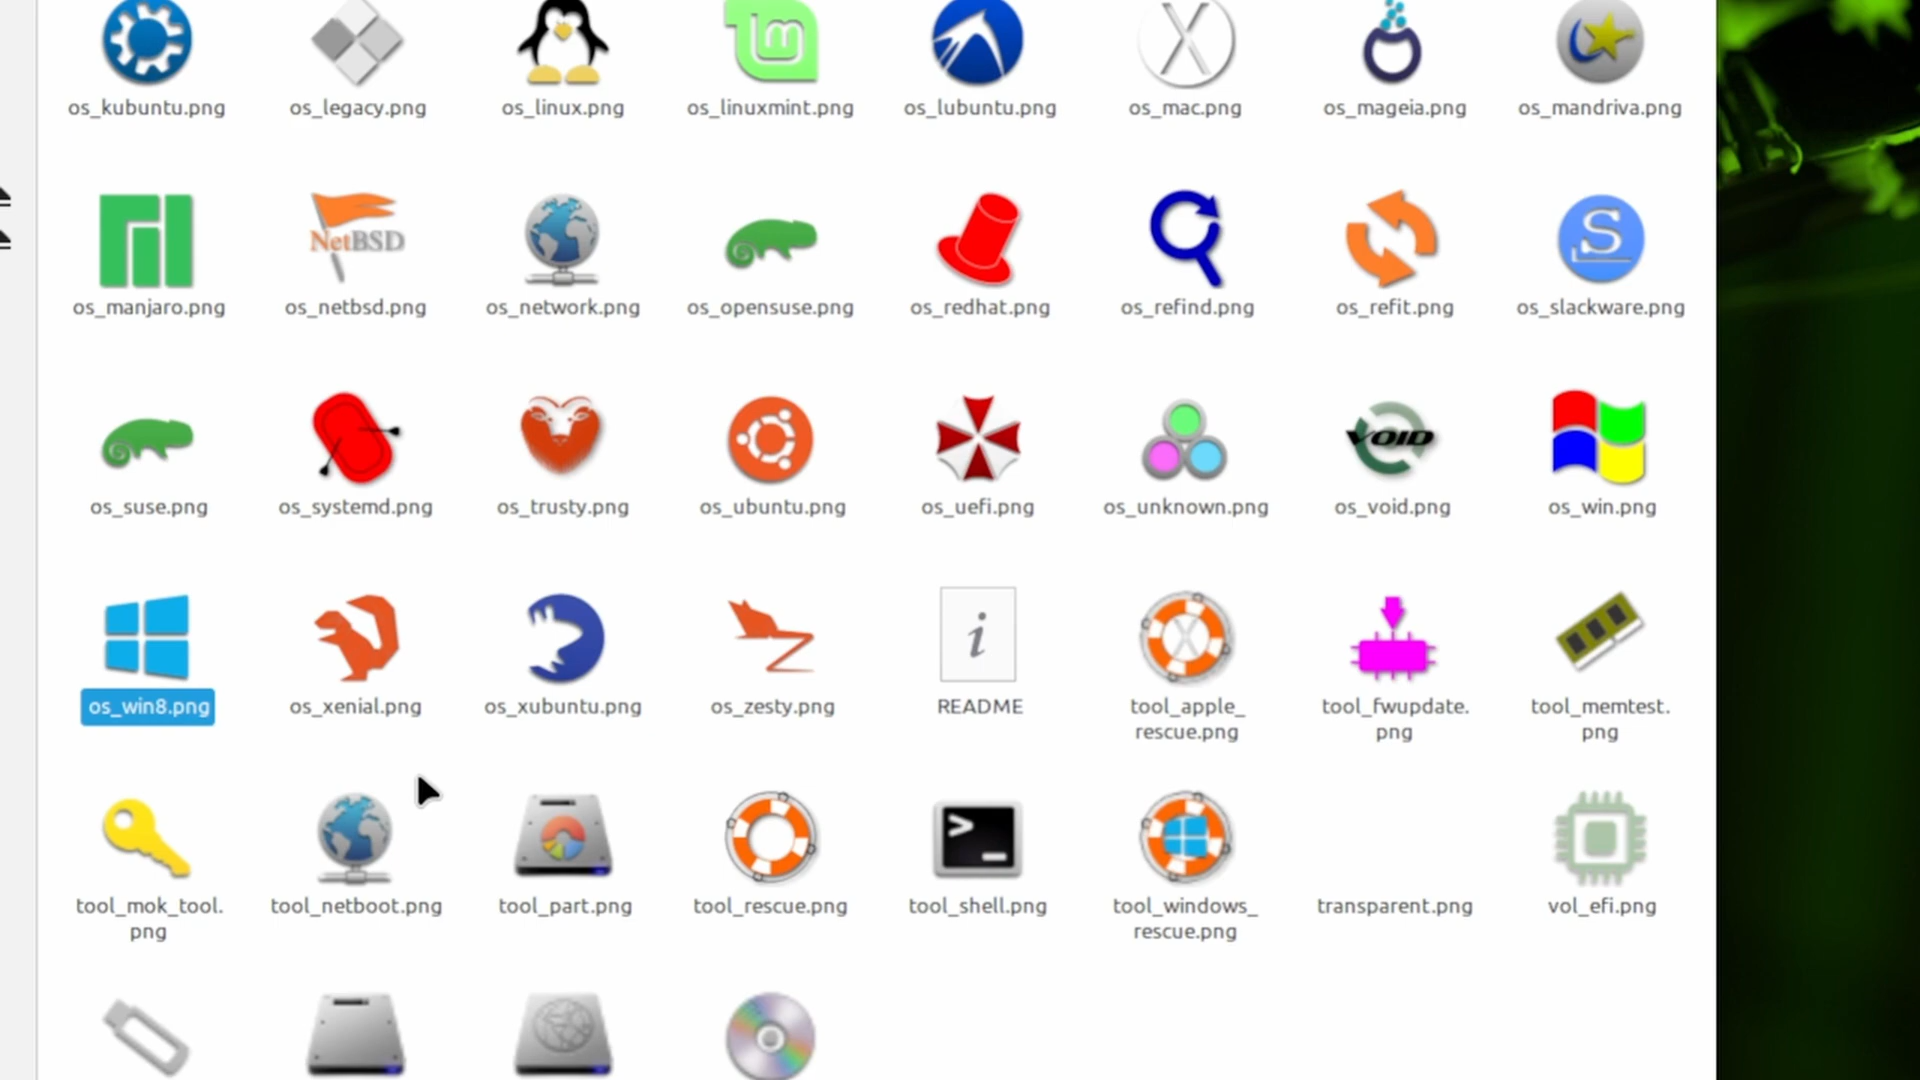 os_kubuntu.png os_legacy.png os_linux.png os_linuxmint.png os_lubuntu.png os_mac.png os_mageia.png os_mandriva.png
NetBSD
S
os_manjaro.png os_netbsd.png os_network.png os_opensuse.png os_redhat.png os_refind.png os_refit.png os_slackware.png
VOID
os_suse.png os_systemd.png os_trusty.png os_ubuntu.png os_uefi.png os_unknown.png os_void.png os_win.png
os_win8.png os_xenial.png os_xubuntu.png os_zesty.png README tool_apple_ tool_fwupdate. tool_memtest.
rescue.png png png
tool_mok_tool. tool_netboot.png tool_part.png tool_rescue.png tool_shell.png tool_windows_ transparent.png vol_efi.png
png rescue.png